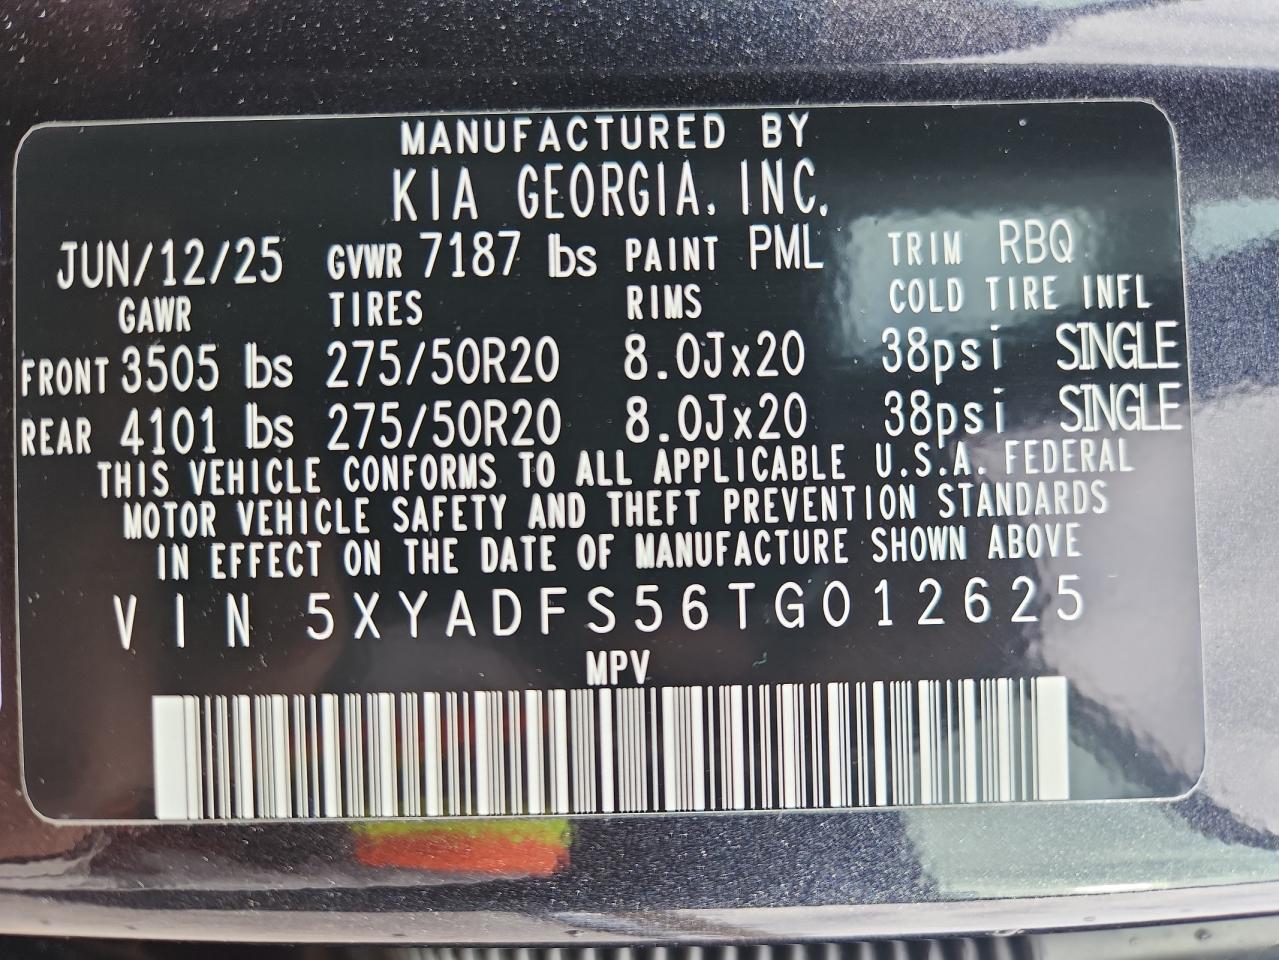 MANUFACTURED BY
KIA GEORGIA, INC.
JUN/12/25 GVWR 7187 lbs PAINT PML TRIM RBQ
GAWR TIRES RIMS COLD TIRE INFL
FRONT 3505 lbs 275/50R20 8.0Jx20 38psi SINGLE
REAR 4101 lbs 275/50R20 8.0Jx20 38psi SINGLE
THIS VEHICLE CONFORMS TO ALL APPLICABLE U.S.A. FEDERAL
MOTOR VEHICLE SAFETY AND THEFT PREVENTION STANDARDS
IN EFFECT ON THE DATE OF MANUFACTURE SHOWN ABOVE
VIN 5XYADFS56TG012625
MPV